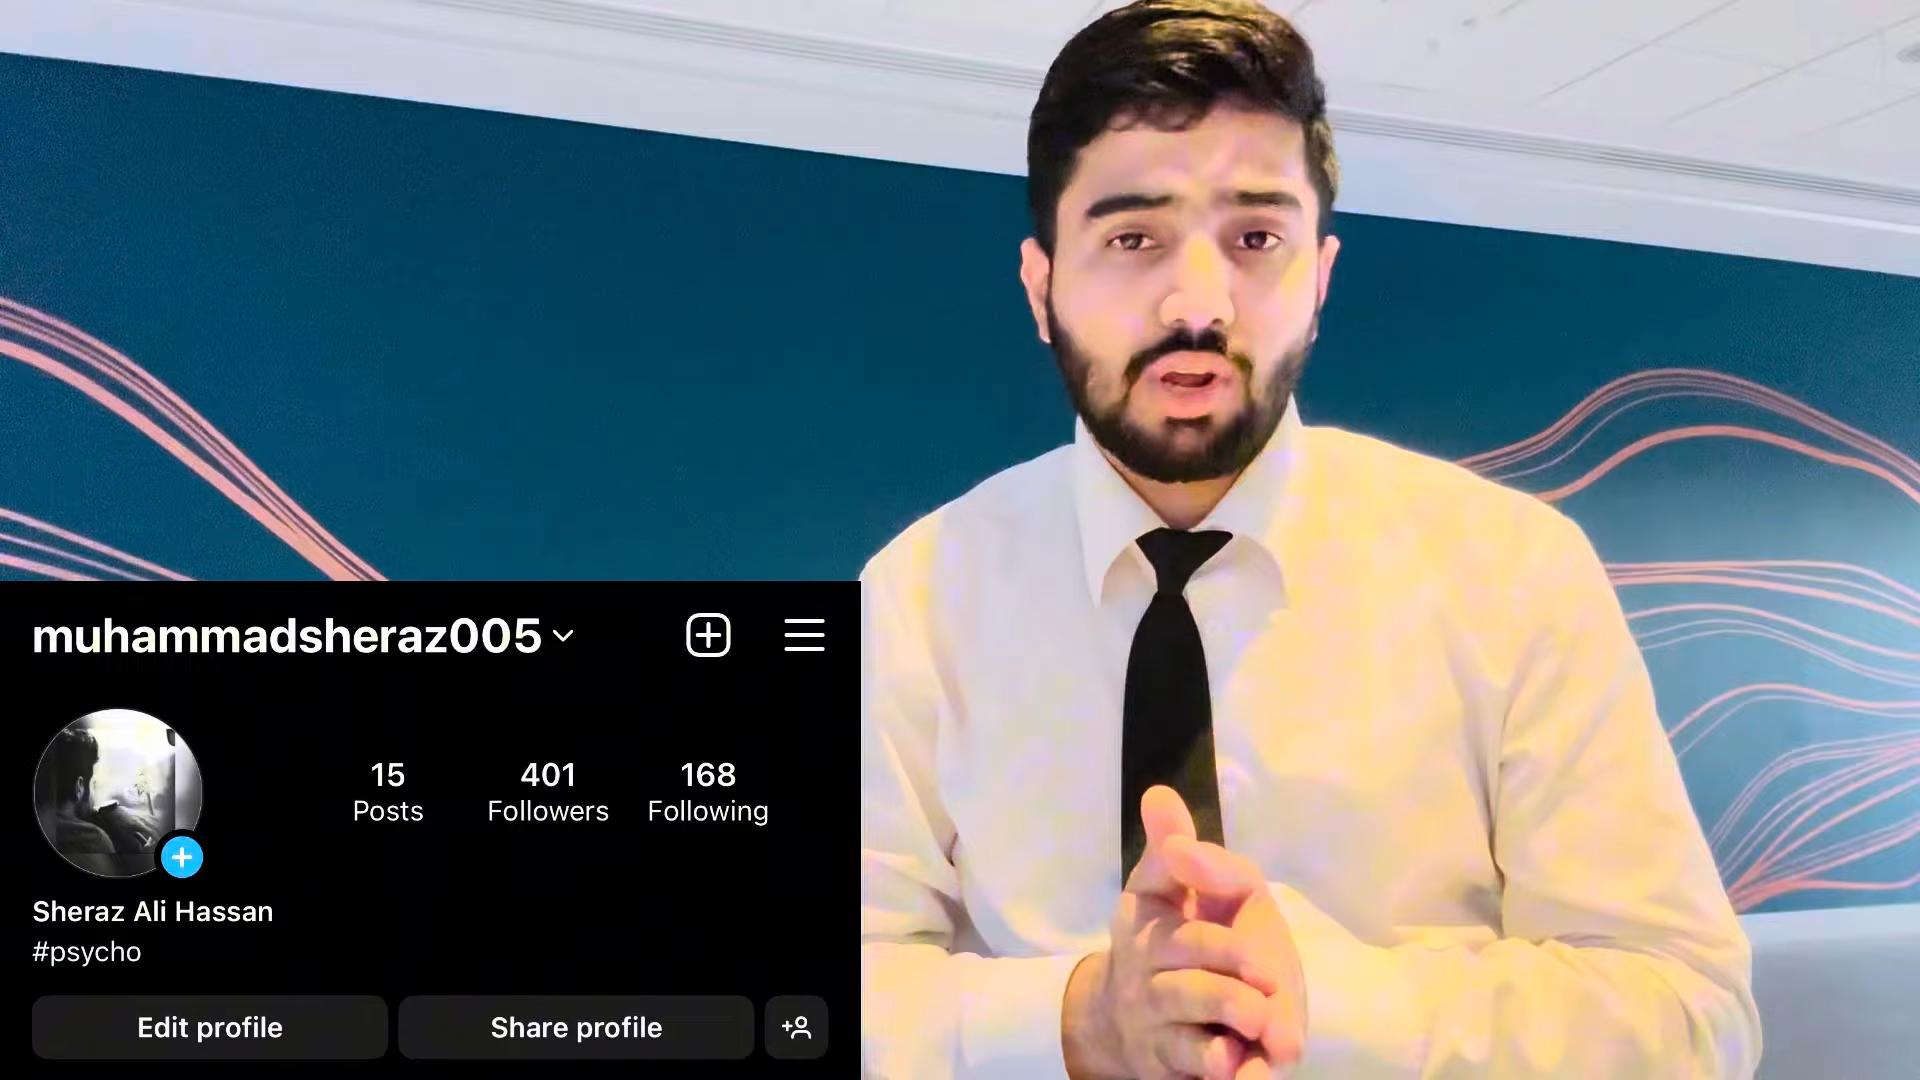 muhammadsheraz005
15 401 168
Posts Followers Following
Sheraz Ali Hassan
#psycho
Edit profile Share profile